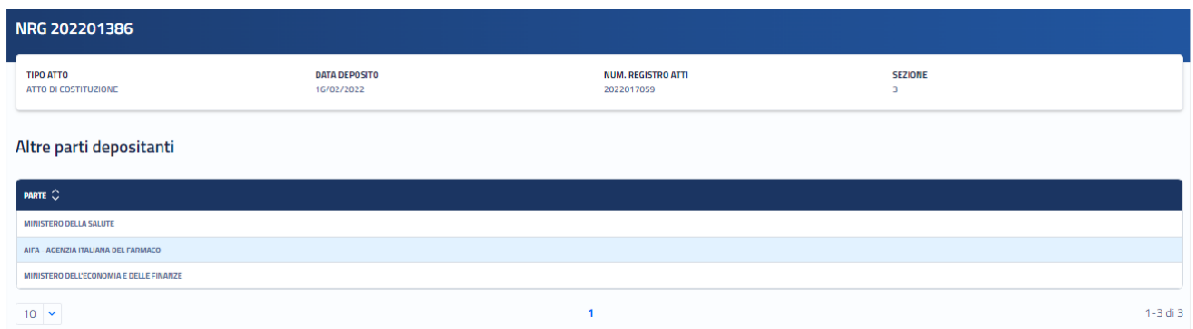 NRG 202201386
TIPO ATTO DATA DEPOSITO NUM. REGISTRO ATTI SEZIONE
ATTO DI COSTITUZIONE 16/02/2022 2022017059 3
Altre parti depositanti
PARTE
MINISTERO DELLA SALUTE
AIFA AGENZIA ITALIANA DEL FARMACO
MINISTERO DELL'ECONOMIA E DELLE FINANZE
10 1 1-3 di 3